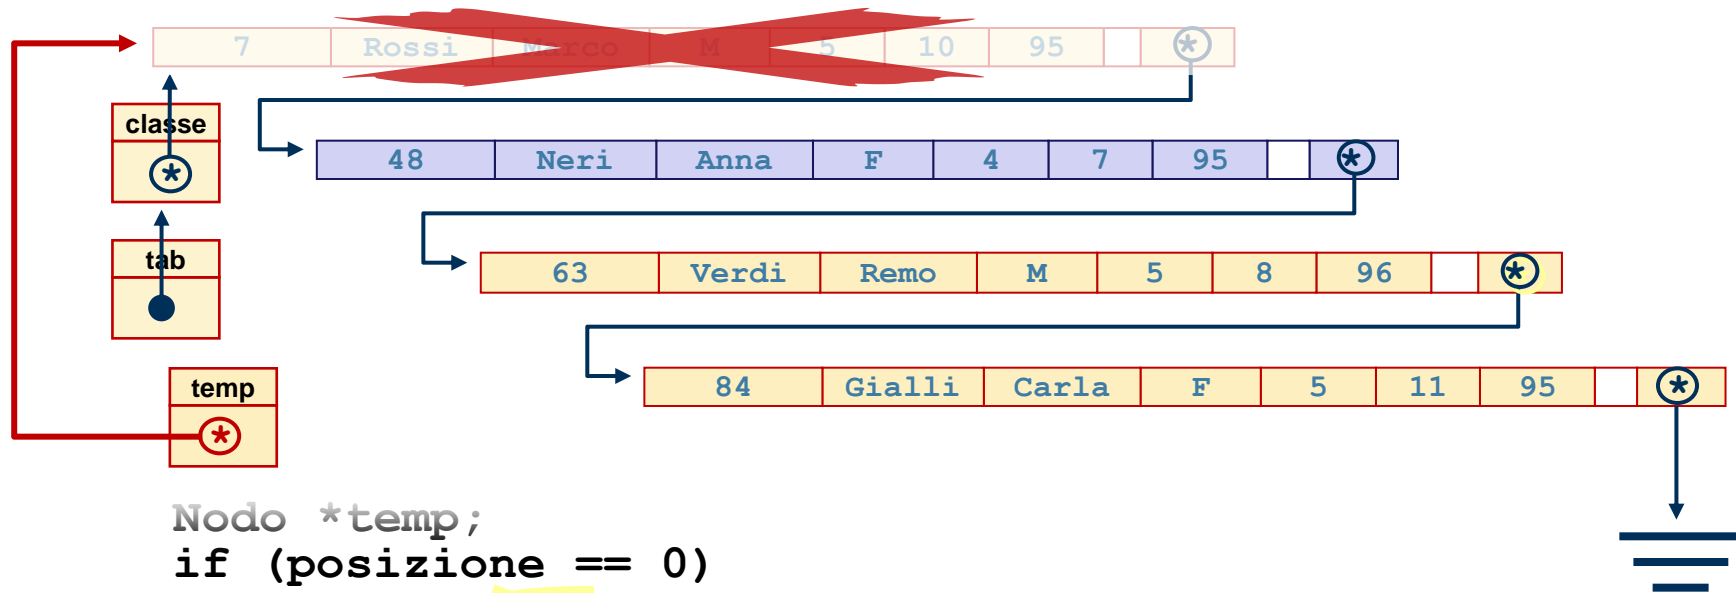 7 Rossi Marco M 5 10 95 *
classe
*
48 Neri Anna F 4 7 95 *
tab
63 Verdi Remo M 5 8 96 *
temp
*
84 Gialli Carla F 5 11 95 *
Nodo *temp;
if (posizione == 0)